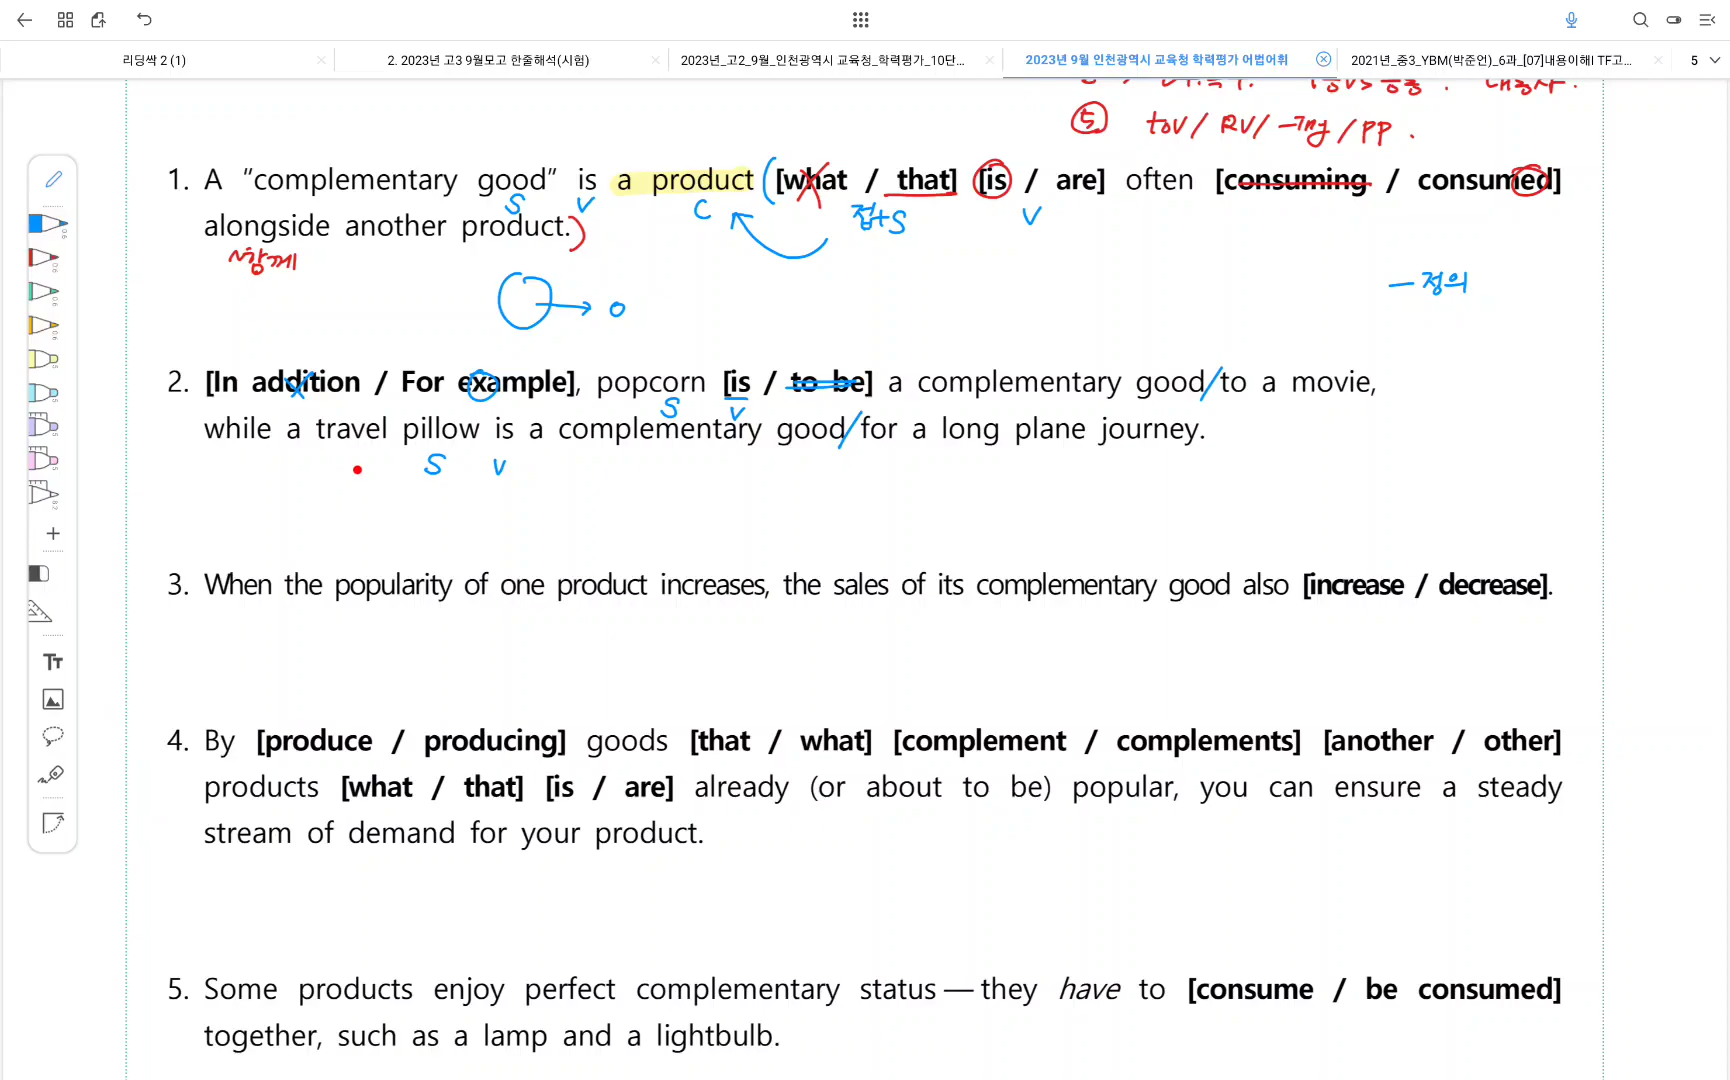 리딩싹 2 (1)
2. 2023년 고3 9월모고 한줄해석(시험)
2023년_고2_9월_인천광역시 교육청_학력평가_10단...
2023년 9월 인천광역시 교육청 학력평가 어법어휘
2021년_중3_YBM(박준언)_6과_[07]내용이해I TF고...
5
⑤ toV / RV / -ing / PP .
1. A “complementary good” is a product [what / that] [is / are] often [consuming / consumed]
S V C 접+S V
alongside another product.
~함께
— 정의
2. [In addition / For example], popcorn [is / to be] a complementary good to a movie,
S V
while a travel pillow is a complementary good for a long plane journey.
S V
3. When the popularity of one product increases, the sales of its complementary good also [increase / decrease].
4. By [produce / producing] goods [that / what] [complement / complements] [another / other]
products [what / that] [is / are] already (or about to be) popular, you can ensure a steady
stream of demand for your product.
5. Some products enjoy perfect complementary status — they have to [consume / be consumed]
together, such as a lamp and a lightbulb.
TT